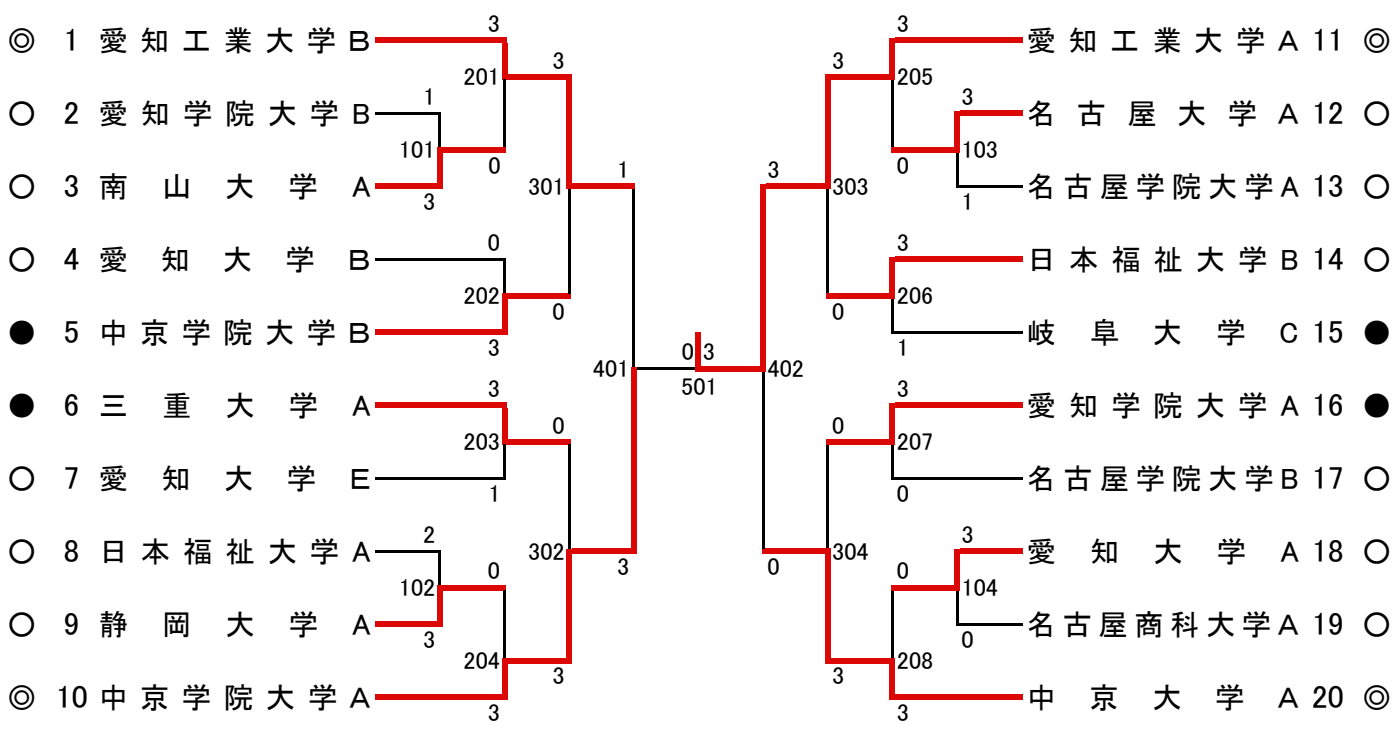 ◎ 1 愛知工業大学B 3 3 愛知工業大学A 11 ◎
201 3 3 205
○ 2 愛知学院大学B 1 3 名古屋大学A 12 ○
101 0 0 103
○ 3 南山大学A 3 301 1 3 303 1 名古屋学院大学A 13 ○
○ 4 愛知大学B 0 3 日本福祉大学B 14 ○
202 0 0 206
● 5 中京学院大学B 3 1 岐阜大学C 15 ●
401 0 3 402
501
● 6 三重大学A 3 3 愛知学院大学A 16 ●
203 0 0 207
○ 7 愛知大学E 1 0 名古屋学院大学B 17 ○
○ 8 日本福祉大学A 2 302 3 0 304 3 愛知大学A 18 ○
102 0 0 104
○ 9 静岡大学A 3 0 名古屋商科大学A 19 ○
204 3 3 208
◎ 10 中京学院大学A 3 3 中京大学A 20 ◎